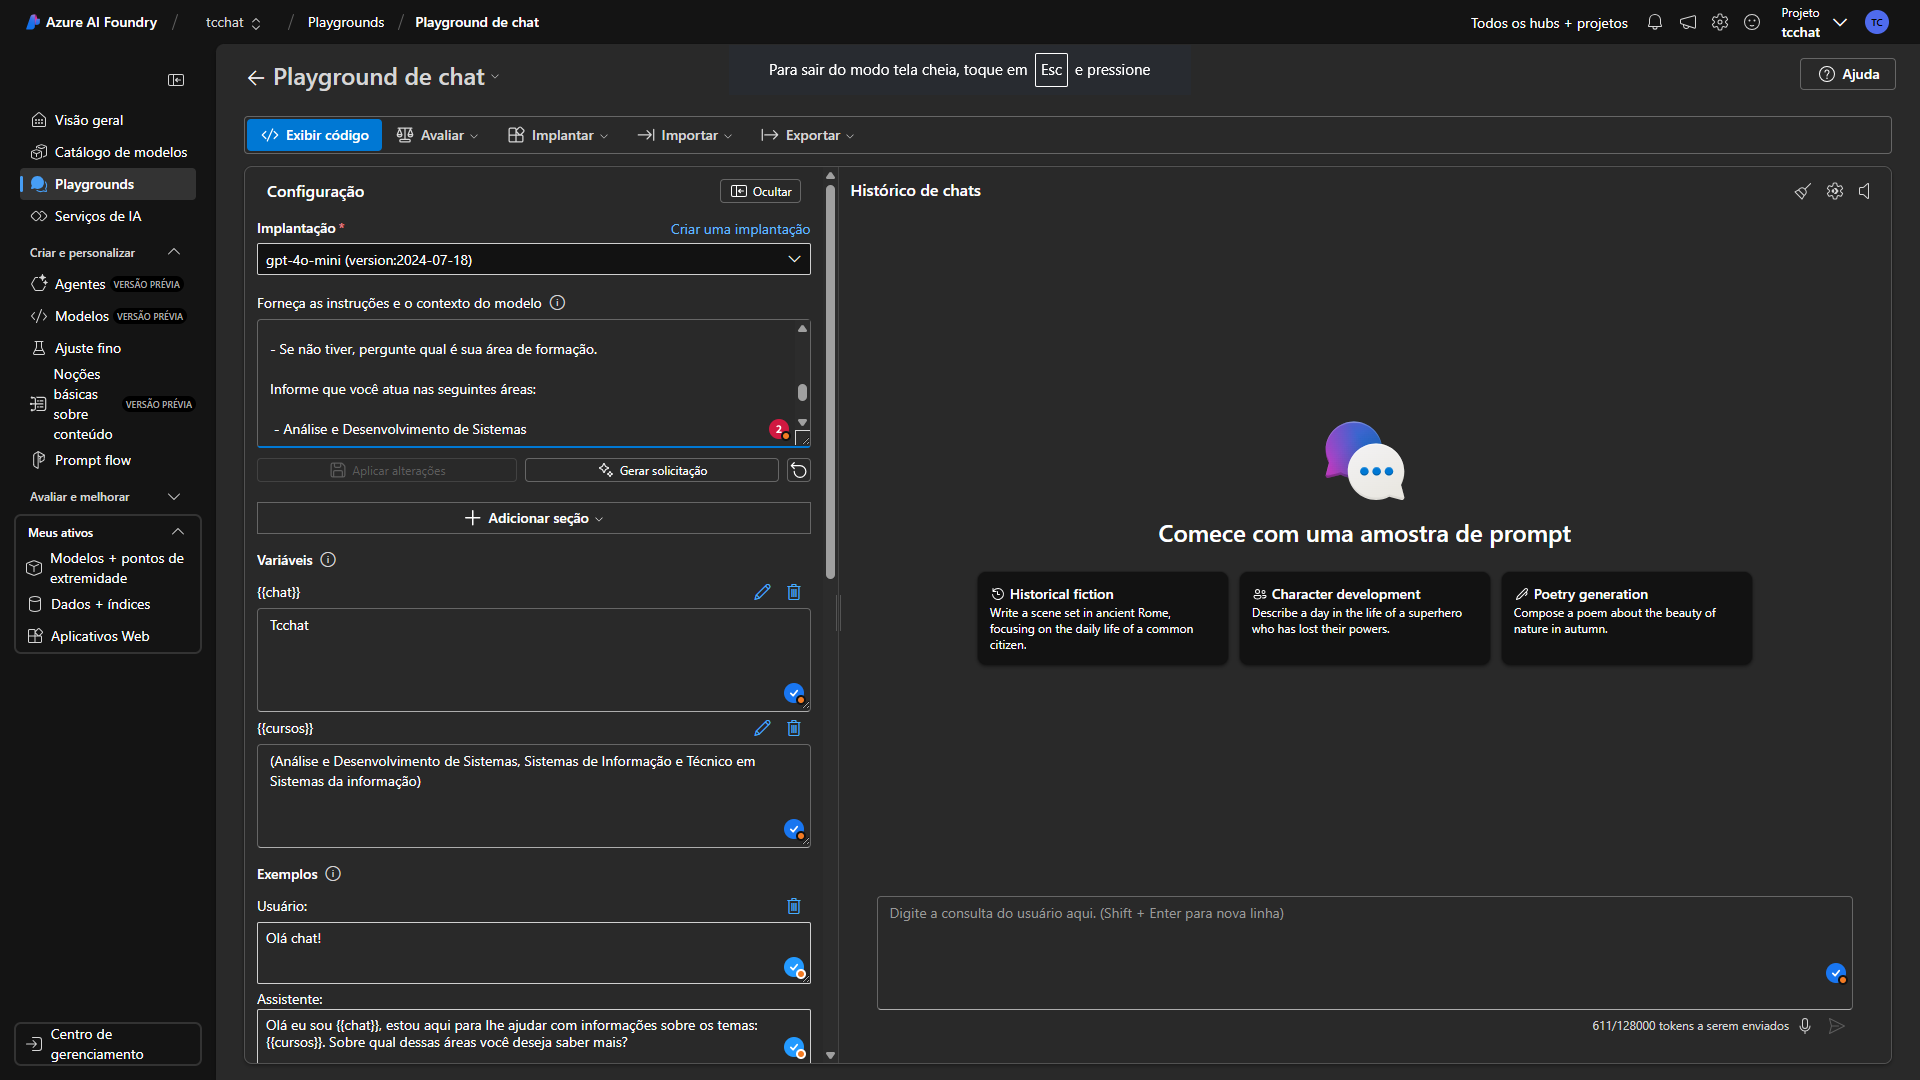 Azure AI Foundry / tcchat / Playgrounds / Playground de chat
Todos os hubs + projetos
Projeto
tcchat
TC
Playground de chat
Para sair do modo tela cheia, toque em Esc e pressione
Ajuda
Visão geral
Catálogo de modelos
Playgrounds
Serviços de IA
Criar e personalizar
Agentes VERSÃO PRÉVIA
Modelos VERSÃO PRÉVIA
Ajuste fino
Noções
básicas
sobre
conteúdo
VERSÃO PRÉVIA
Prompt flow
Avaliar e melhorar
Meus ativos
Modelos + pontos de
extremidade
Dados + índices
Aplicativos Web
Centro de
gerenciamento
Exibir código
Avaliar
Implantar
Importar
Exportar
Configuração
Ocultar
Implantação *
Criar uma implantação
gpt-4o-mini (version:2024-07-18)
Forneça as instruções e o contexto do modelo
- Se não tiver, pergunte qual é sua área de formação.
Informe que você atua nas seguintes áreas:
- Análise e Desenvolvimento de Sistemas
2
Aplicar alterações
Gerar solicitação
Adicionar seção
Variáveis
{{chat}}
Tcchat
{{cursos}}
(Análise e Desenvolvimento de Sistemas, Sistemas de Informação e Técnico em
Sistemas da informação)
Exemplos
Usuário:
Olá chat!
Assistente:
Olá eu sou {{chat}}, estou aqui para lhe ajudar com informações sobre os temas:
{{cursos}}. Sobre qual dessas áreas você deseja saber mais?
Histórico de chats
Comece com uma amostra de prompt
Historical fiction
Write a scene set in ancient Rome,
focusing on the daily life of a common
citizen.
Character development
Describe a day in the life of a superhero
who has lost their powers.
Poetry generation
Compose a poem about the beauty of
nature in autumn.
Digite a consulta do usuário aqui. (Shift + Enter para nova linha)
611/128000 tokens a serem enviados